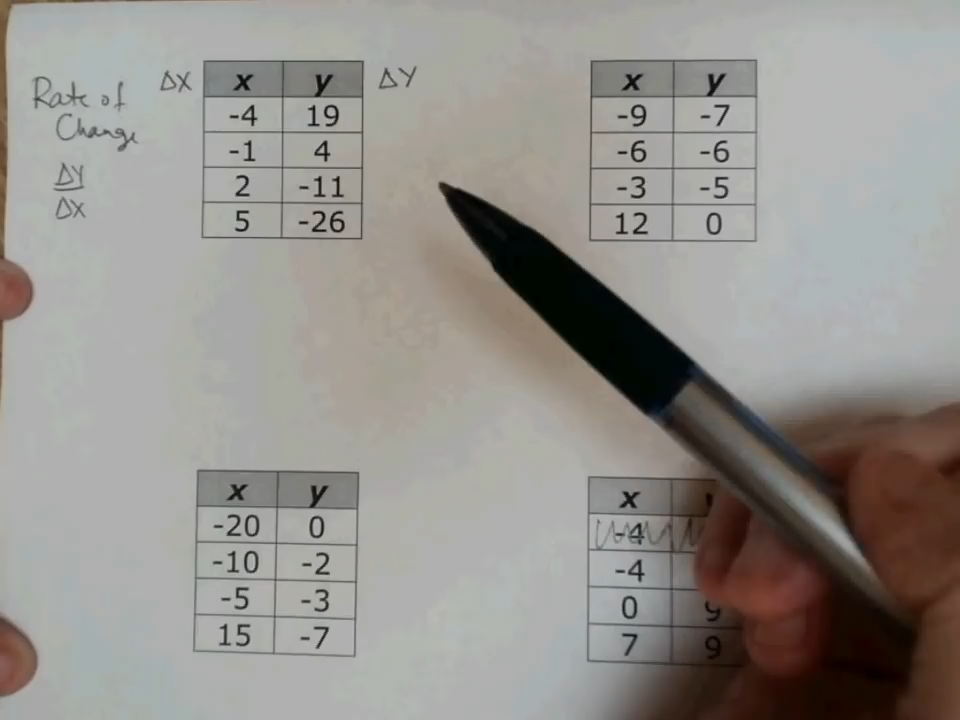 Rate of
Change
ΔY
ΔX
ΔX x y ΔY
-4 19
-1 4
2 -11
5 -26
x y
-9 -7
-6 -6
-3 -5
12 0
x y
-20 0
-10 -2
-5 -3
15 -7
x
-4
-4
0 9
7 9